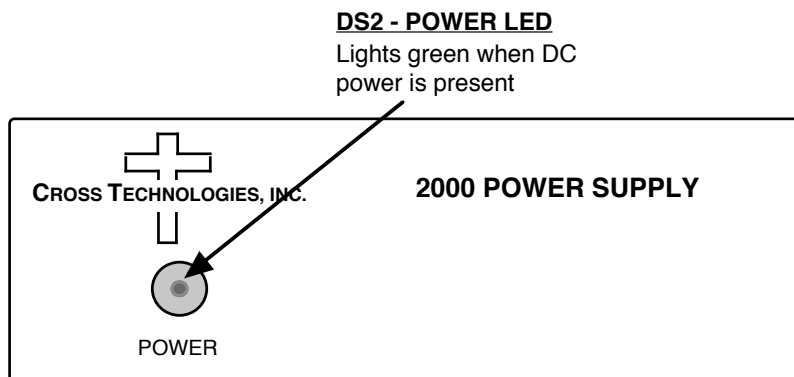 DS2 - POWER LED
Lights green when DC
power is present
CROSS TECHNOLOGIES, INC.
2000 POWER SUPPLY
POWER